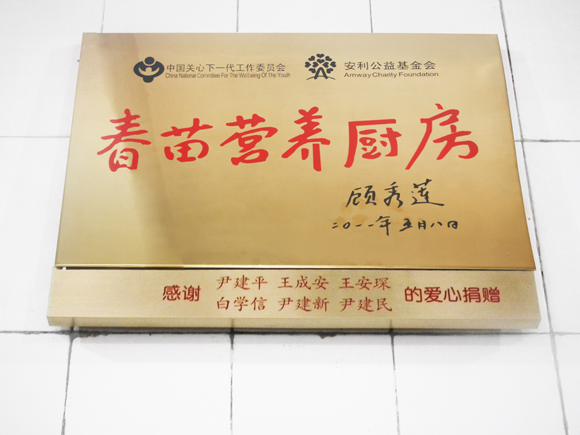 中国关心下一代工作委员会 安利公益基金会
China National Committee For The Wellbeing Of The Youth Amway Charity Foundation
春苗营养厨房
顾秀莲
二〇一一年五月八日
感谢 尹建平 王成安 王安琛 的爱心捐赠
白学信 尹建新 尹建民